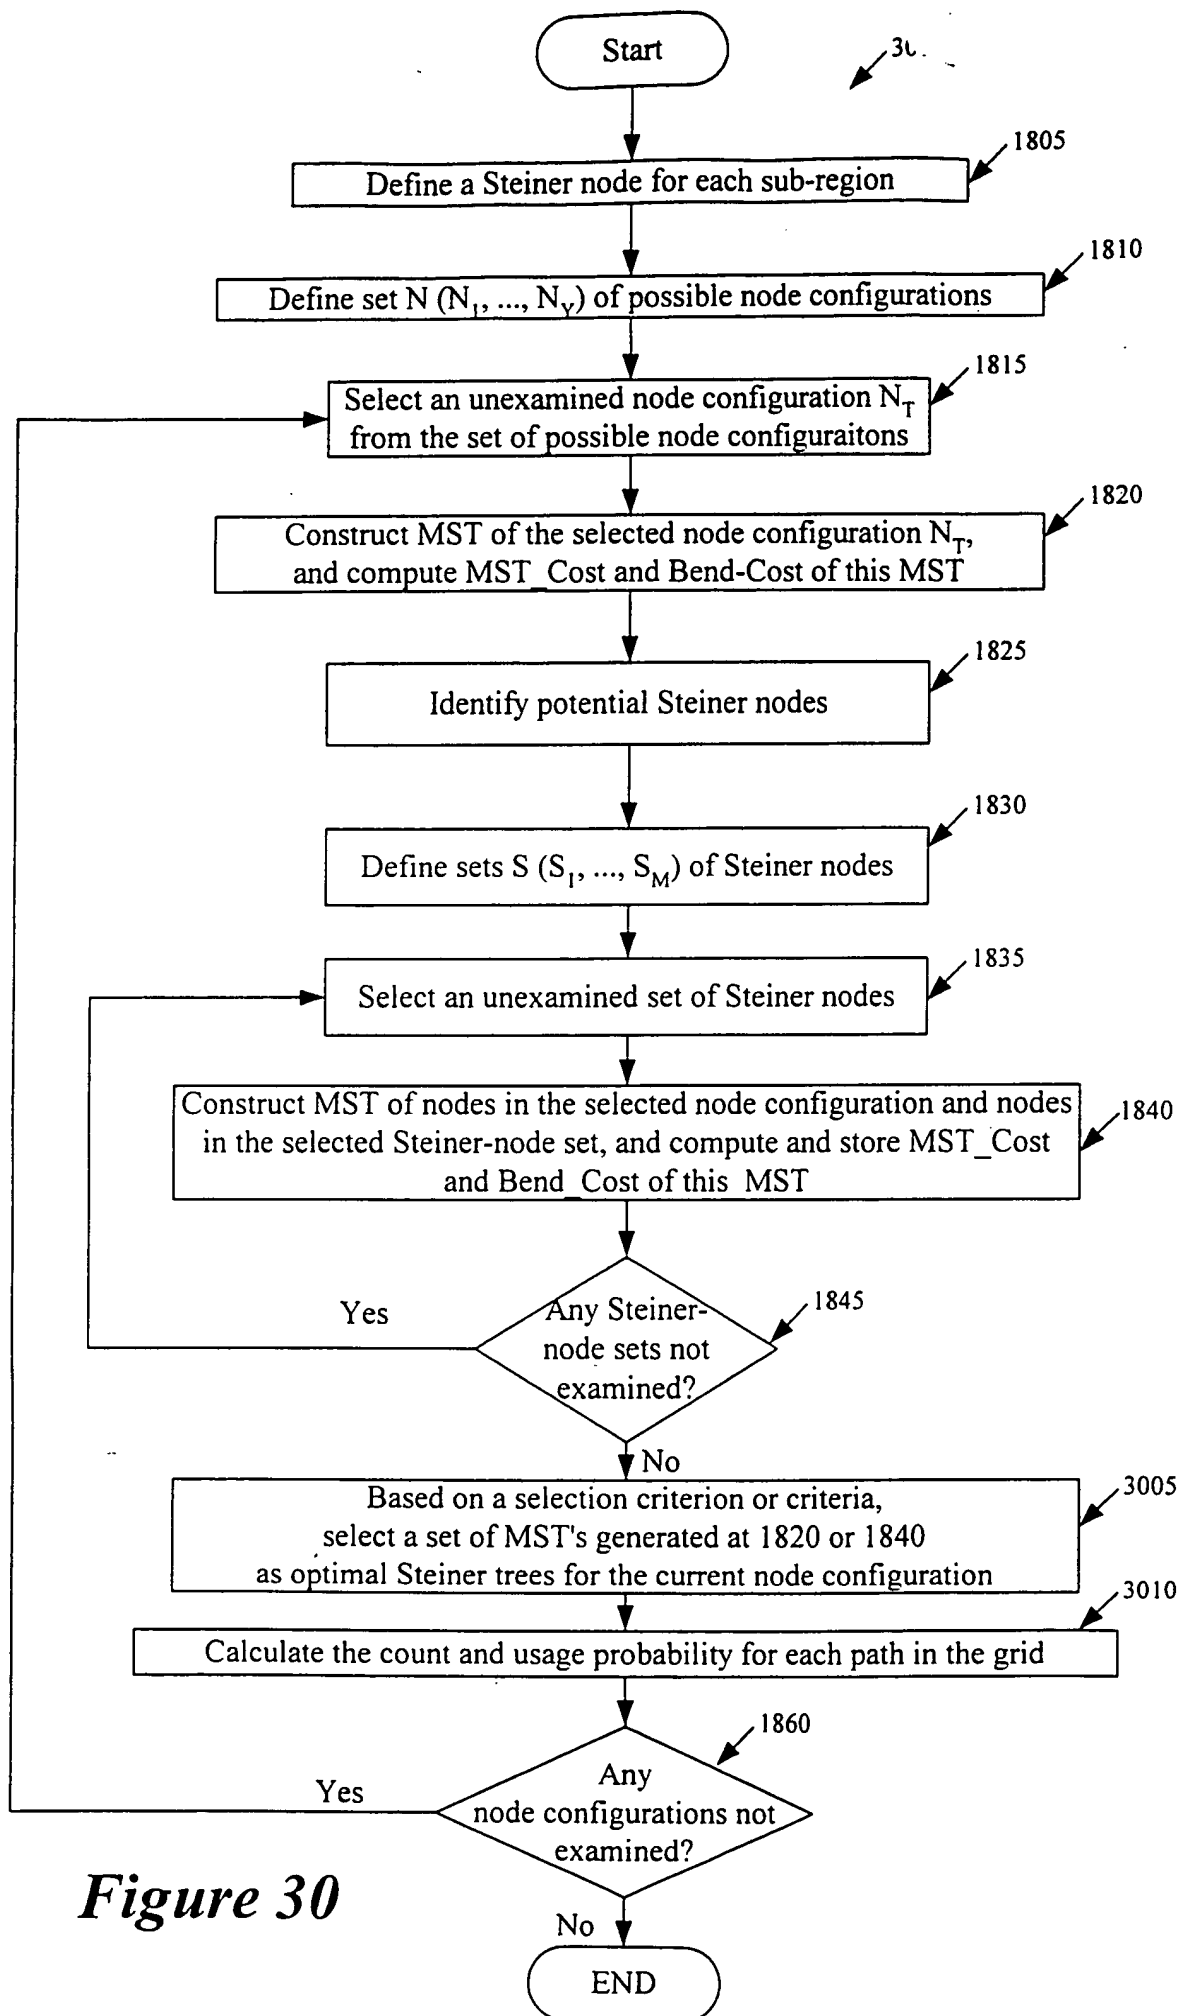 Start
1805
Define a Steiner node for each sub-region
1810
Define set N (N1, ..., NY) of possible node configurations
1815
Select an unexamined node configuration NT
from the set of possible node configuraitons
1820
Construct MST of the selected node configuration NT,
and compute MST_Cost and Bend-Cost of this MST
1825
Identify potential Steiner nodes
1830
Define sets S (S1, ..., SM) of Steiner nodes
1835
Select an unexamined set of Steiner nodes
Construct MST of nodes in the selected node configuration and nodes
in the selected Steiner-node set, and compute and store MST_Cost
and Bend_Cost of this MST
1840
1845
Yes
Any Steiner-
node sets not
examined?
No
Based on a selection criterion or criteria,
select a set of MST's generated at 1820 or 1840
as optimal Steiner trees for the current node configuration
3005
3010
Calculate the count and usage probability for each path in the grid
1860
Yes
Any
node configurations not
examined?
Figure 30
No
END